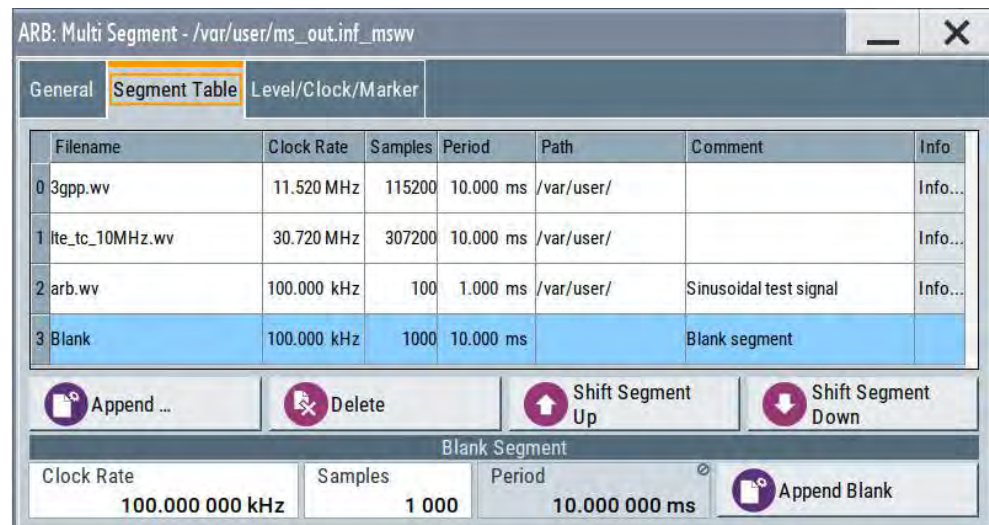 ARB: Multi Segment - /var/user/ms_out.inf_mswv
General Segment Table Level/Clock/Marker
Filename Clock Rate Samples Period Path Comment Info
0 3gpp.wv 11.520 MHz 115200 10.000 ms /var/user/ Info...
1 lte_tc_10MHz.wv 30.720 MHz 307200 10.000 ms /var/user/ Info...
2 arb.wv 100.000 kHz 100 1.000 ms /var/user/ Sinusoidal test signal Info...
3 Blank 100.000 kHz 1000 10.000 ms Blank segment
Append ... Delete Shift Segment Up Shift Segment Down
Blank Segment
Clock Rate Samples Period
100.000 000 kHz 1 000 10.000 000 ms Append Blank